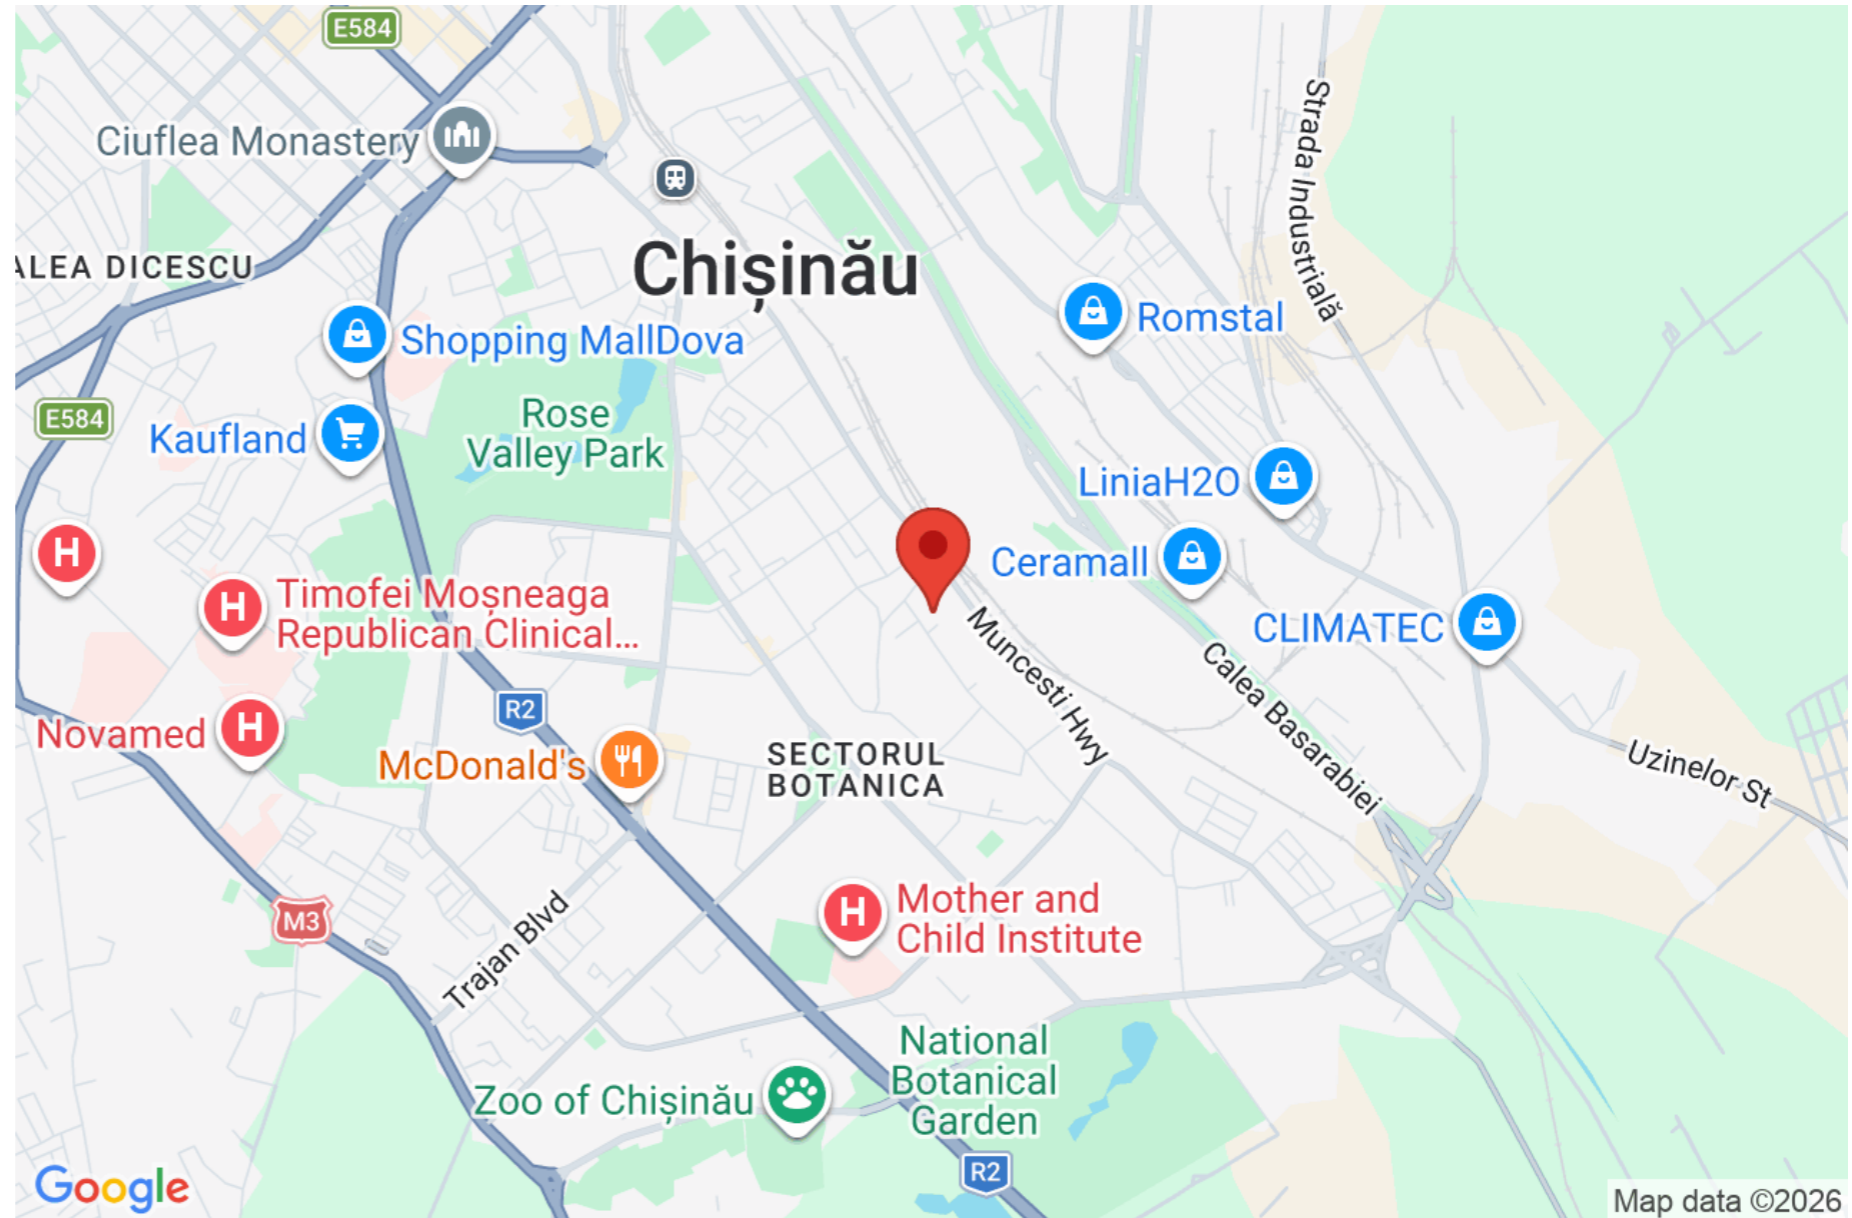 E584
Ciuflea Monastery
Strada Industrială
ALEA DICESCU
Chișinău
Romstal
Shopping MallDova
E584
Rose
Valley Park
Kaufland
LiniaH2O
H
Ceramall
H
Timofei Moșneaga
Republican Clinical...
Muncesti Hwy
CLIMATEC
Calea Basarabiei
R2
Novamed
H
McDonald's
SECTORUL
BOTANICA
Uzinelor St
M3
Trajan Blvd
H
Mother and
Child Institute
National
Botanical
Garden
Zoo of Chișinău
R2
Google
Map data ©2026